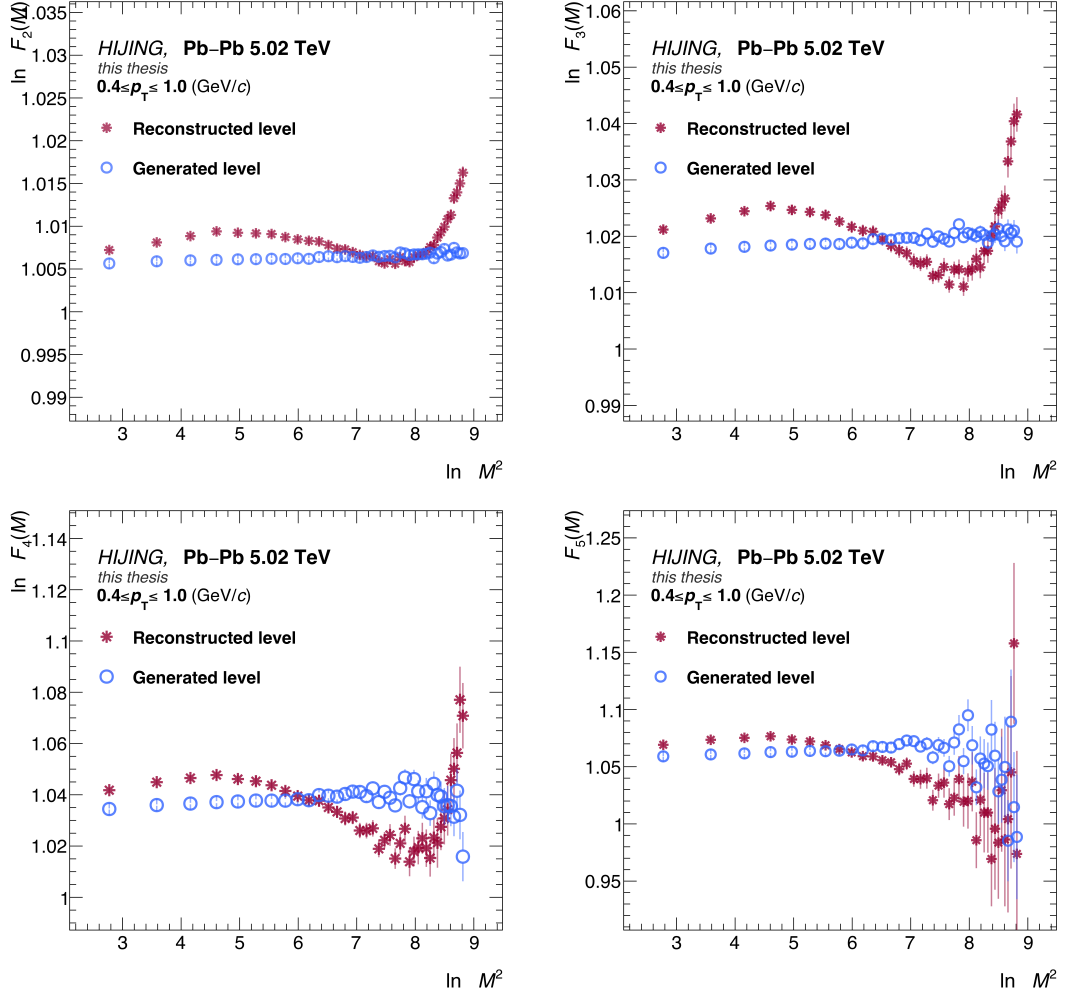 ln F2(M)
1.035
1.03
1.025
1.02
1.015
1.01
1.005
1
0.995
0.99
HIJING, Pb–Pb 5.02 TeV
this thesis
0.4≤pT≤ 1.0 (GeV/c)
Reconstructed level
Generated level
3 4 5 6 7 8 9
ln M²
ln F3(M)
1.06
1.05
1.04
1.03
1.02
1.01
1
0.99
HIJING, Pb–Pb 5.02 TeV
this thesis
0.4≤pT≤ 1.0 (GeV/c)
Reconstructed level
Generated level
3 4 5 6 7 8 9
ln M²
ln F4(M)
1.14
1.12
1.1
1.08
1.06
1.04
1.02
1
HIJING, Pb–Pb 5.02 TeV
this thesis
0.4≤pT≤ 1.0 (GeV/c)
Reconstructed level
Generated level
3 4 5 6 7 8 9
ln M²
F5(M)
1.25
1.2
1.15
1.1
1.05
1
0.95
HIJING, Pb–Pb 5.02 TeV
this thesis
0.4≤pT≤ 1.0 (GeV/c)
Reconstructed level
Generated level
3 4 5 6 7 8 9
ln M²